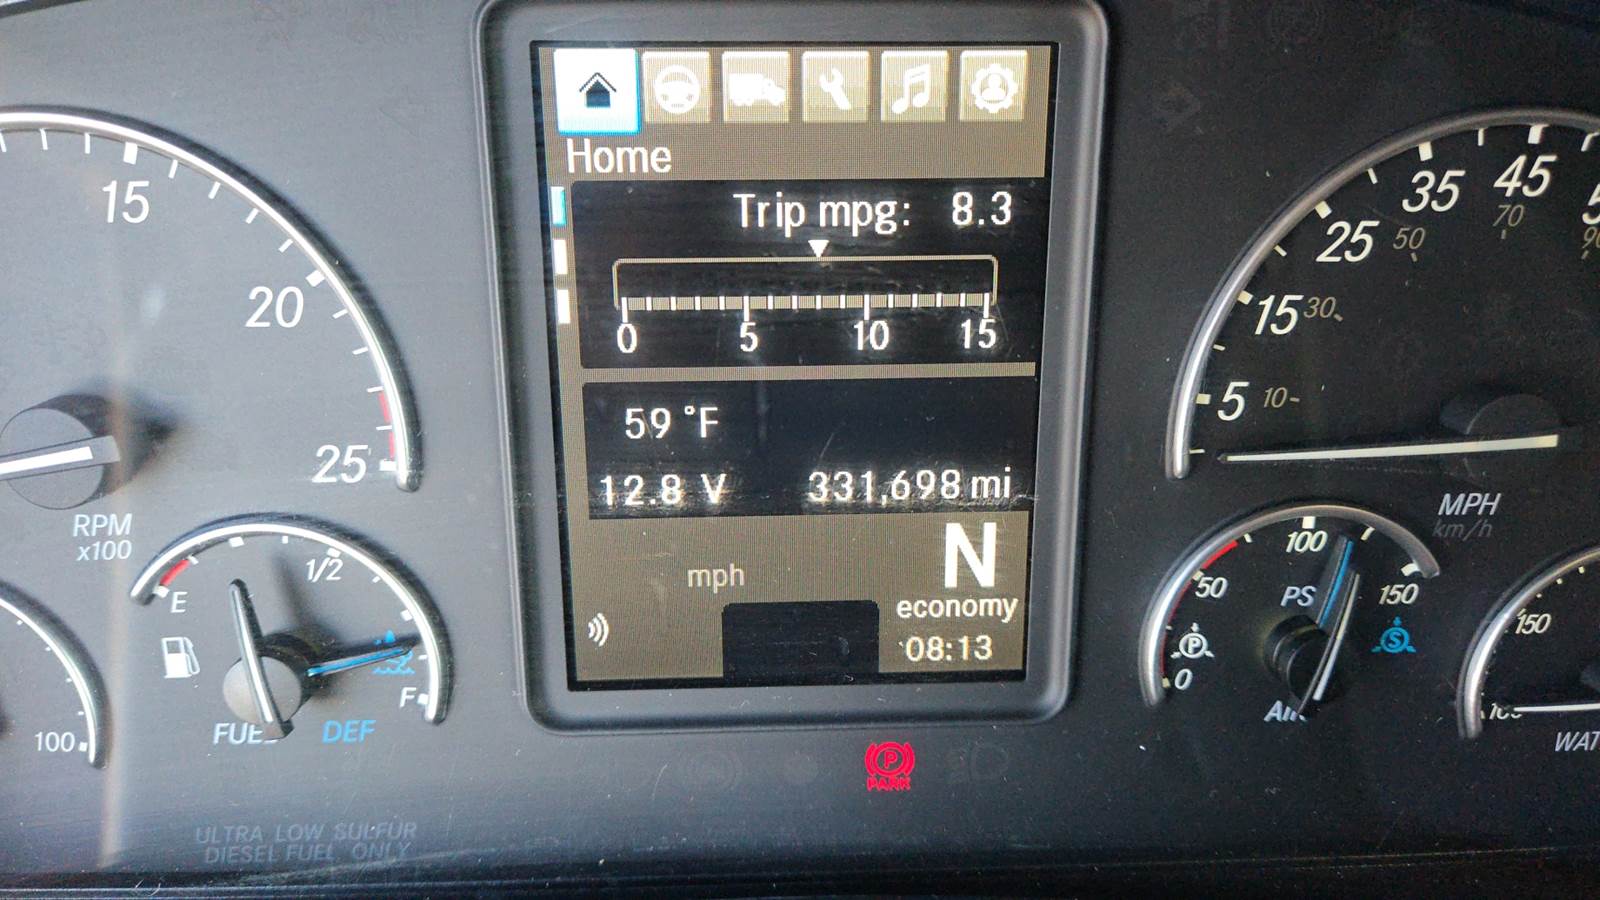 Home
Trip mpg: 8.3
0 5 10 15
59 °F
12.8 V 331,698 mi
mph
N
economy
08:13
15
20
25
RPM
x100
E
1/2
F
FUEL
DEF
100
ULTRA LOW SULFUR
DIESEL FUEL ONLY
P
PARK
5
15
25
35
45
10
30
50
70
MPH
km/h
0
50
100
150
PS
P
S
150